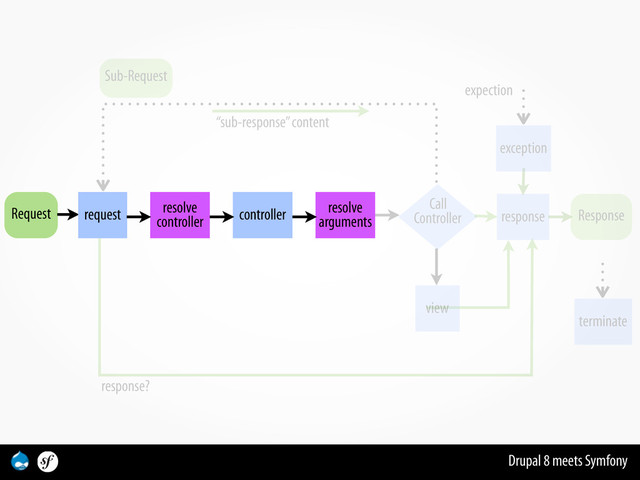 Sub-Request
expection
“sub-response” content
exception
Request
request
resolve
controller
controller
resolve
arguments
Call
Controller
response
Response
view
terminate
response?
sf
Drupal 8 meets Symfony